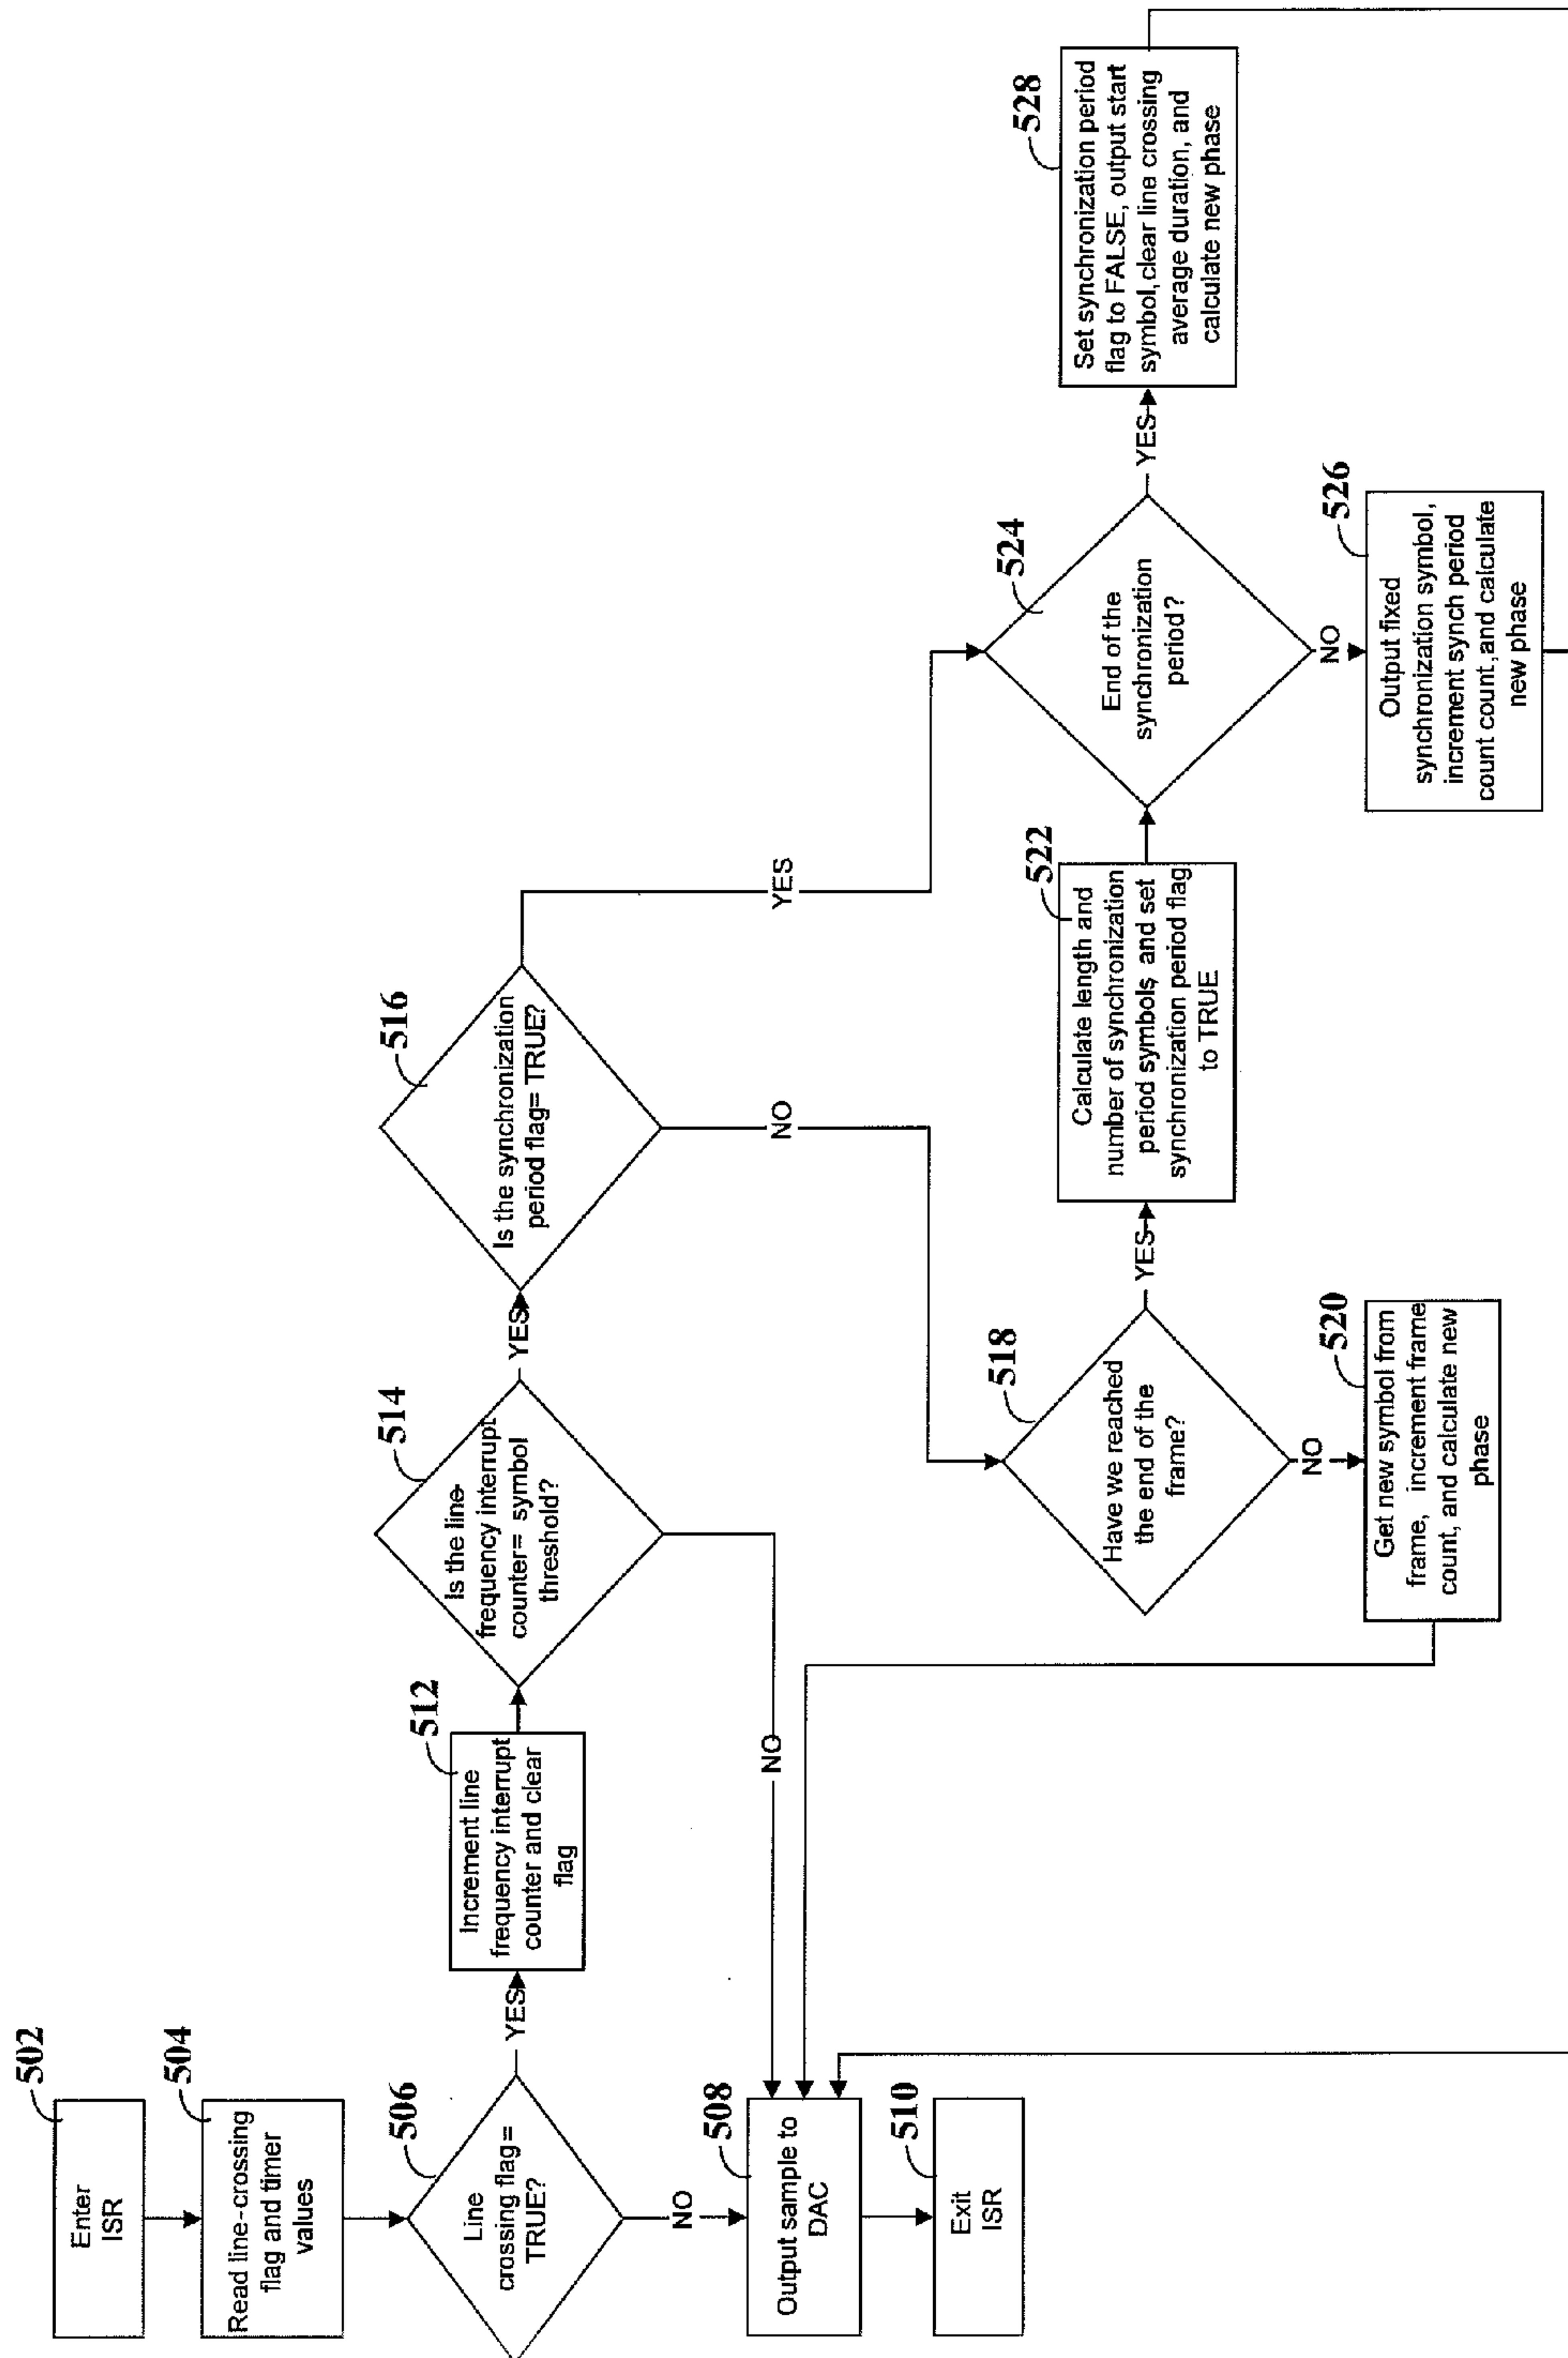 502
Enter
ISR
504
Read line-crossing
flag and timer
values
506
Line
crossing flag=
TRUE?
YES
NO
508
Output sample to
DAC
510
Exit
ISR
512
Increment line
frequency interrupt
counter and clear
flag
514
Is the line-
frequency interrupt
counter= symbol
threshold?
YES
NO
516
Is the synchronization
period flag= TRUE?
YES
NO
518
Have we reached
the end of the
frame?
YES
NO
520
Get new symbol from
frame, increment frame
count, and calculate new
phase
522
Calculate length and
number of synchronization
period symbols, and set
synchronization period flag
to TRUE
524
End of the
synchronization
period?
YES
NO
526
Output fixed
synchronization symbol,
increment synch period
count count, and calculate
new phase
528
Set synchronization period
flag to FALSE, output start
symbol, clear line crossing
average duration, and
calculate new phase